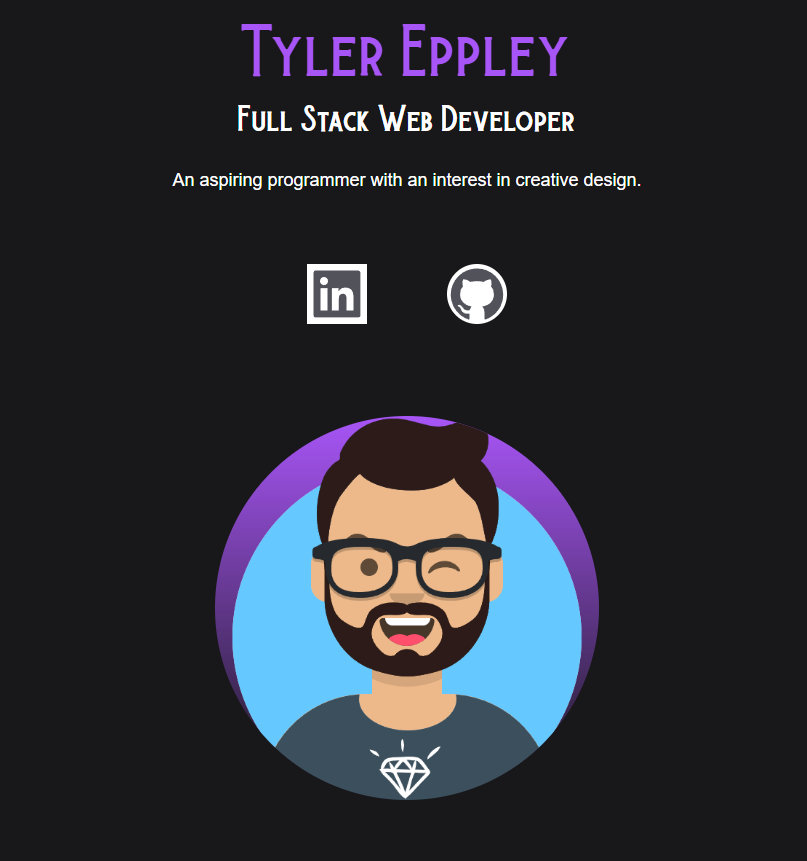 Tyler Eppley
Full Stack Web Developer
An aspiring programmer with an interest in creative design.
in